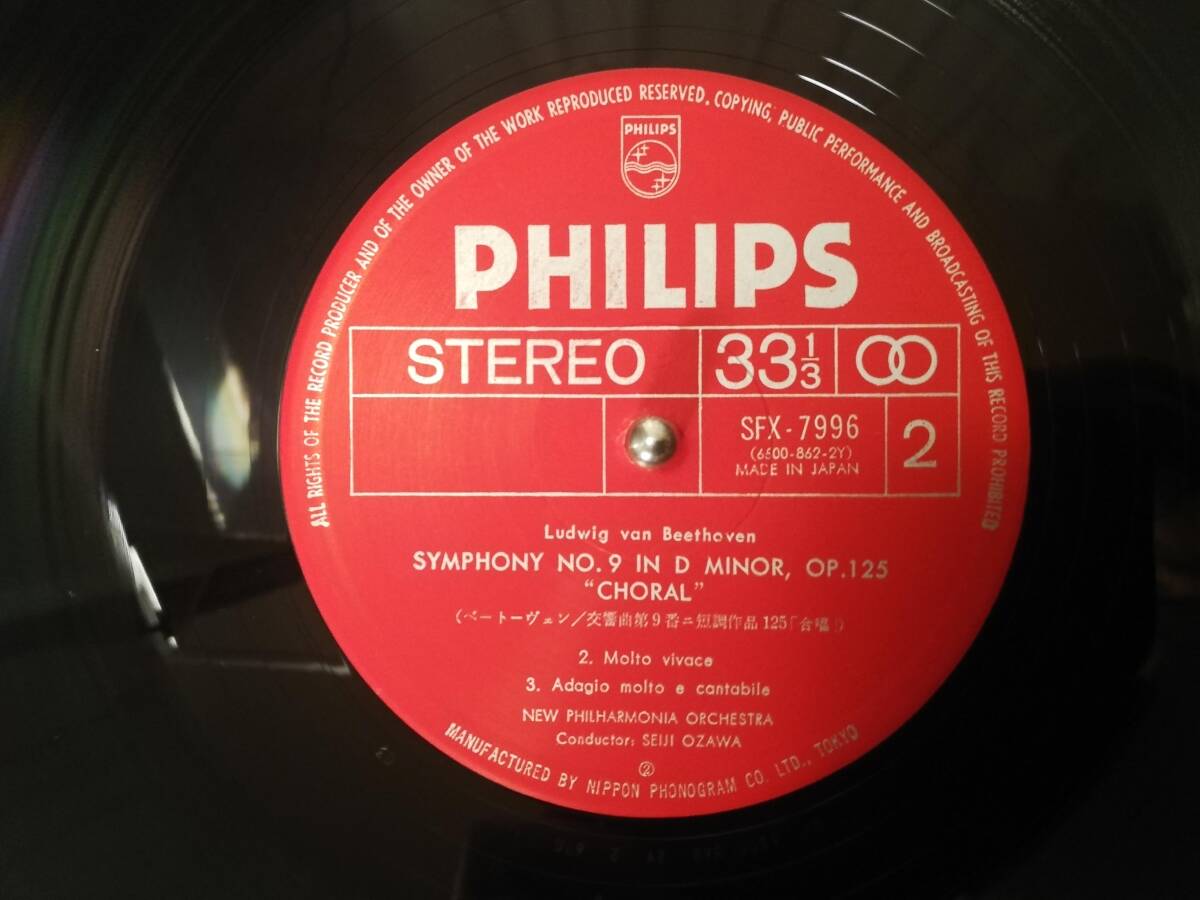 ALL RIGHTS OF THE RECORD PRODUCER AND OF THE OWNER OF THE WORK REPRODUCED RESERVED. COPYING, PUBLIC PERFORMANCE AND BROADCASTING OF THIS RECORD PROHIBITED
PHILIPS
PHILIPS
STEREO 33 1/3
SFX-7996
(6500-862-2Y)
MADE IN JAPAN
2
Ludwig van Beethoven
SYMPHONY NO. 9 IN D MINOR, OP.125
“CHORAL”
(ベートーヴェン/交響曲第9番ニ短調作品125「合唱」)
2. Molto vivace
3. Adagio molto e cantabile
NEW PHILHARMONIA ORCHESTRA
Conductor: SEIJI OZAWA
②
MANUFACTURED BY NIPPON PHONOGRAM CO. LTD., TOKYO